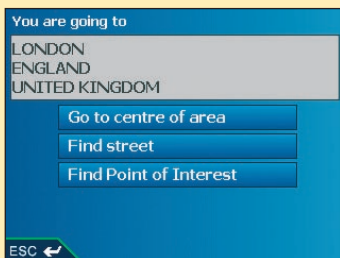 You are going to
LONDON
ENGLAND
UNITED KINGDOM
Go to centre of area
Find street
Find Point of Interest
ESC